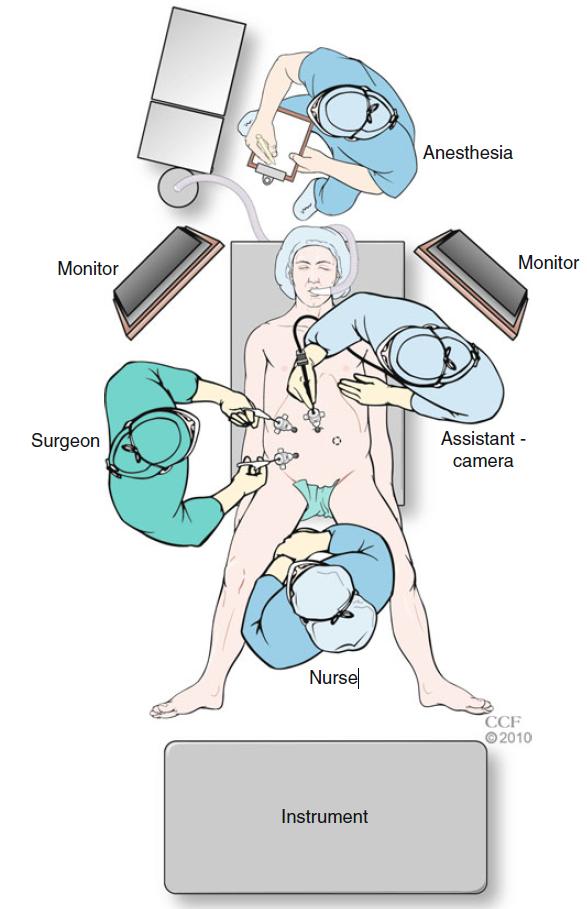 Anesthesia
Monitor
Monitor
Surgeon
Assistant -
camera
Nurse
CCF
©2010
Instrument